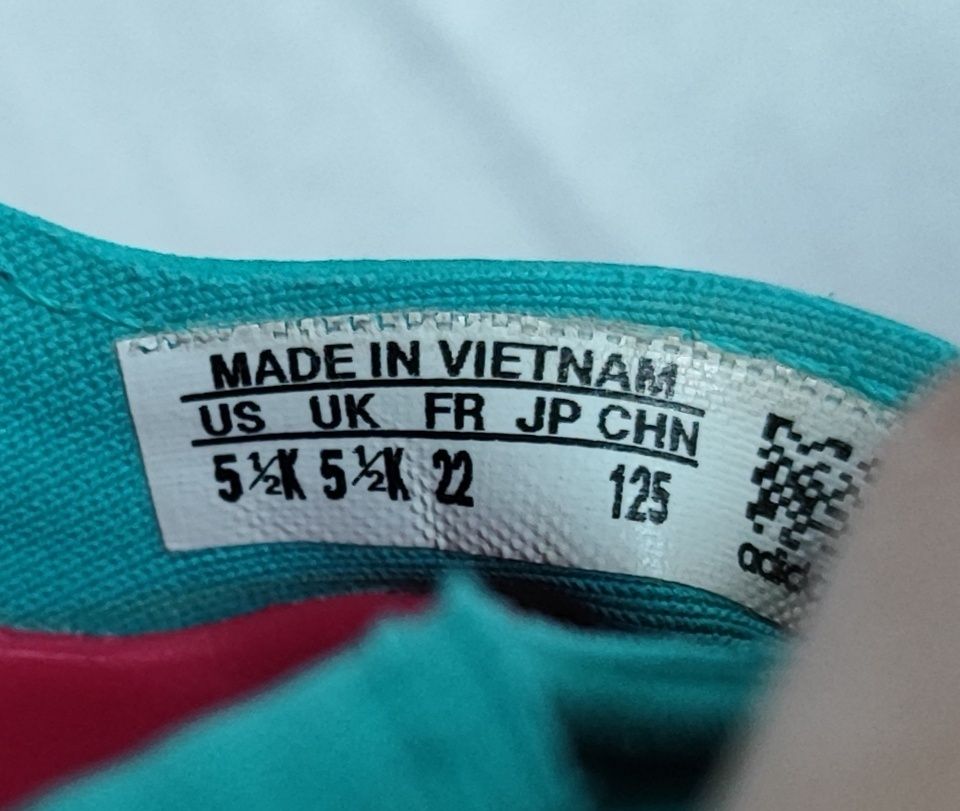 MADE IN VIETNAM
US UK FR JP CHN
5½K 5½K 22 125